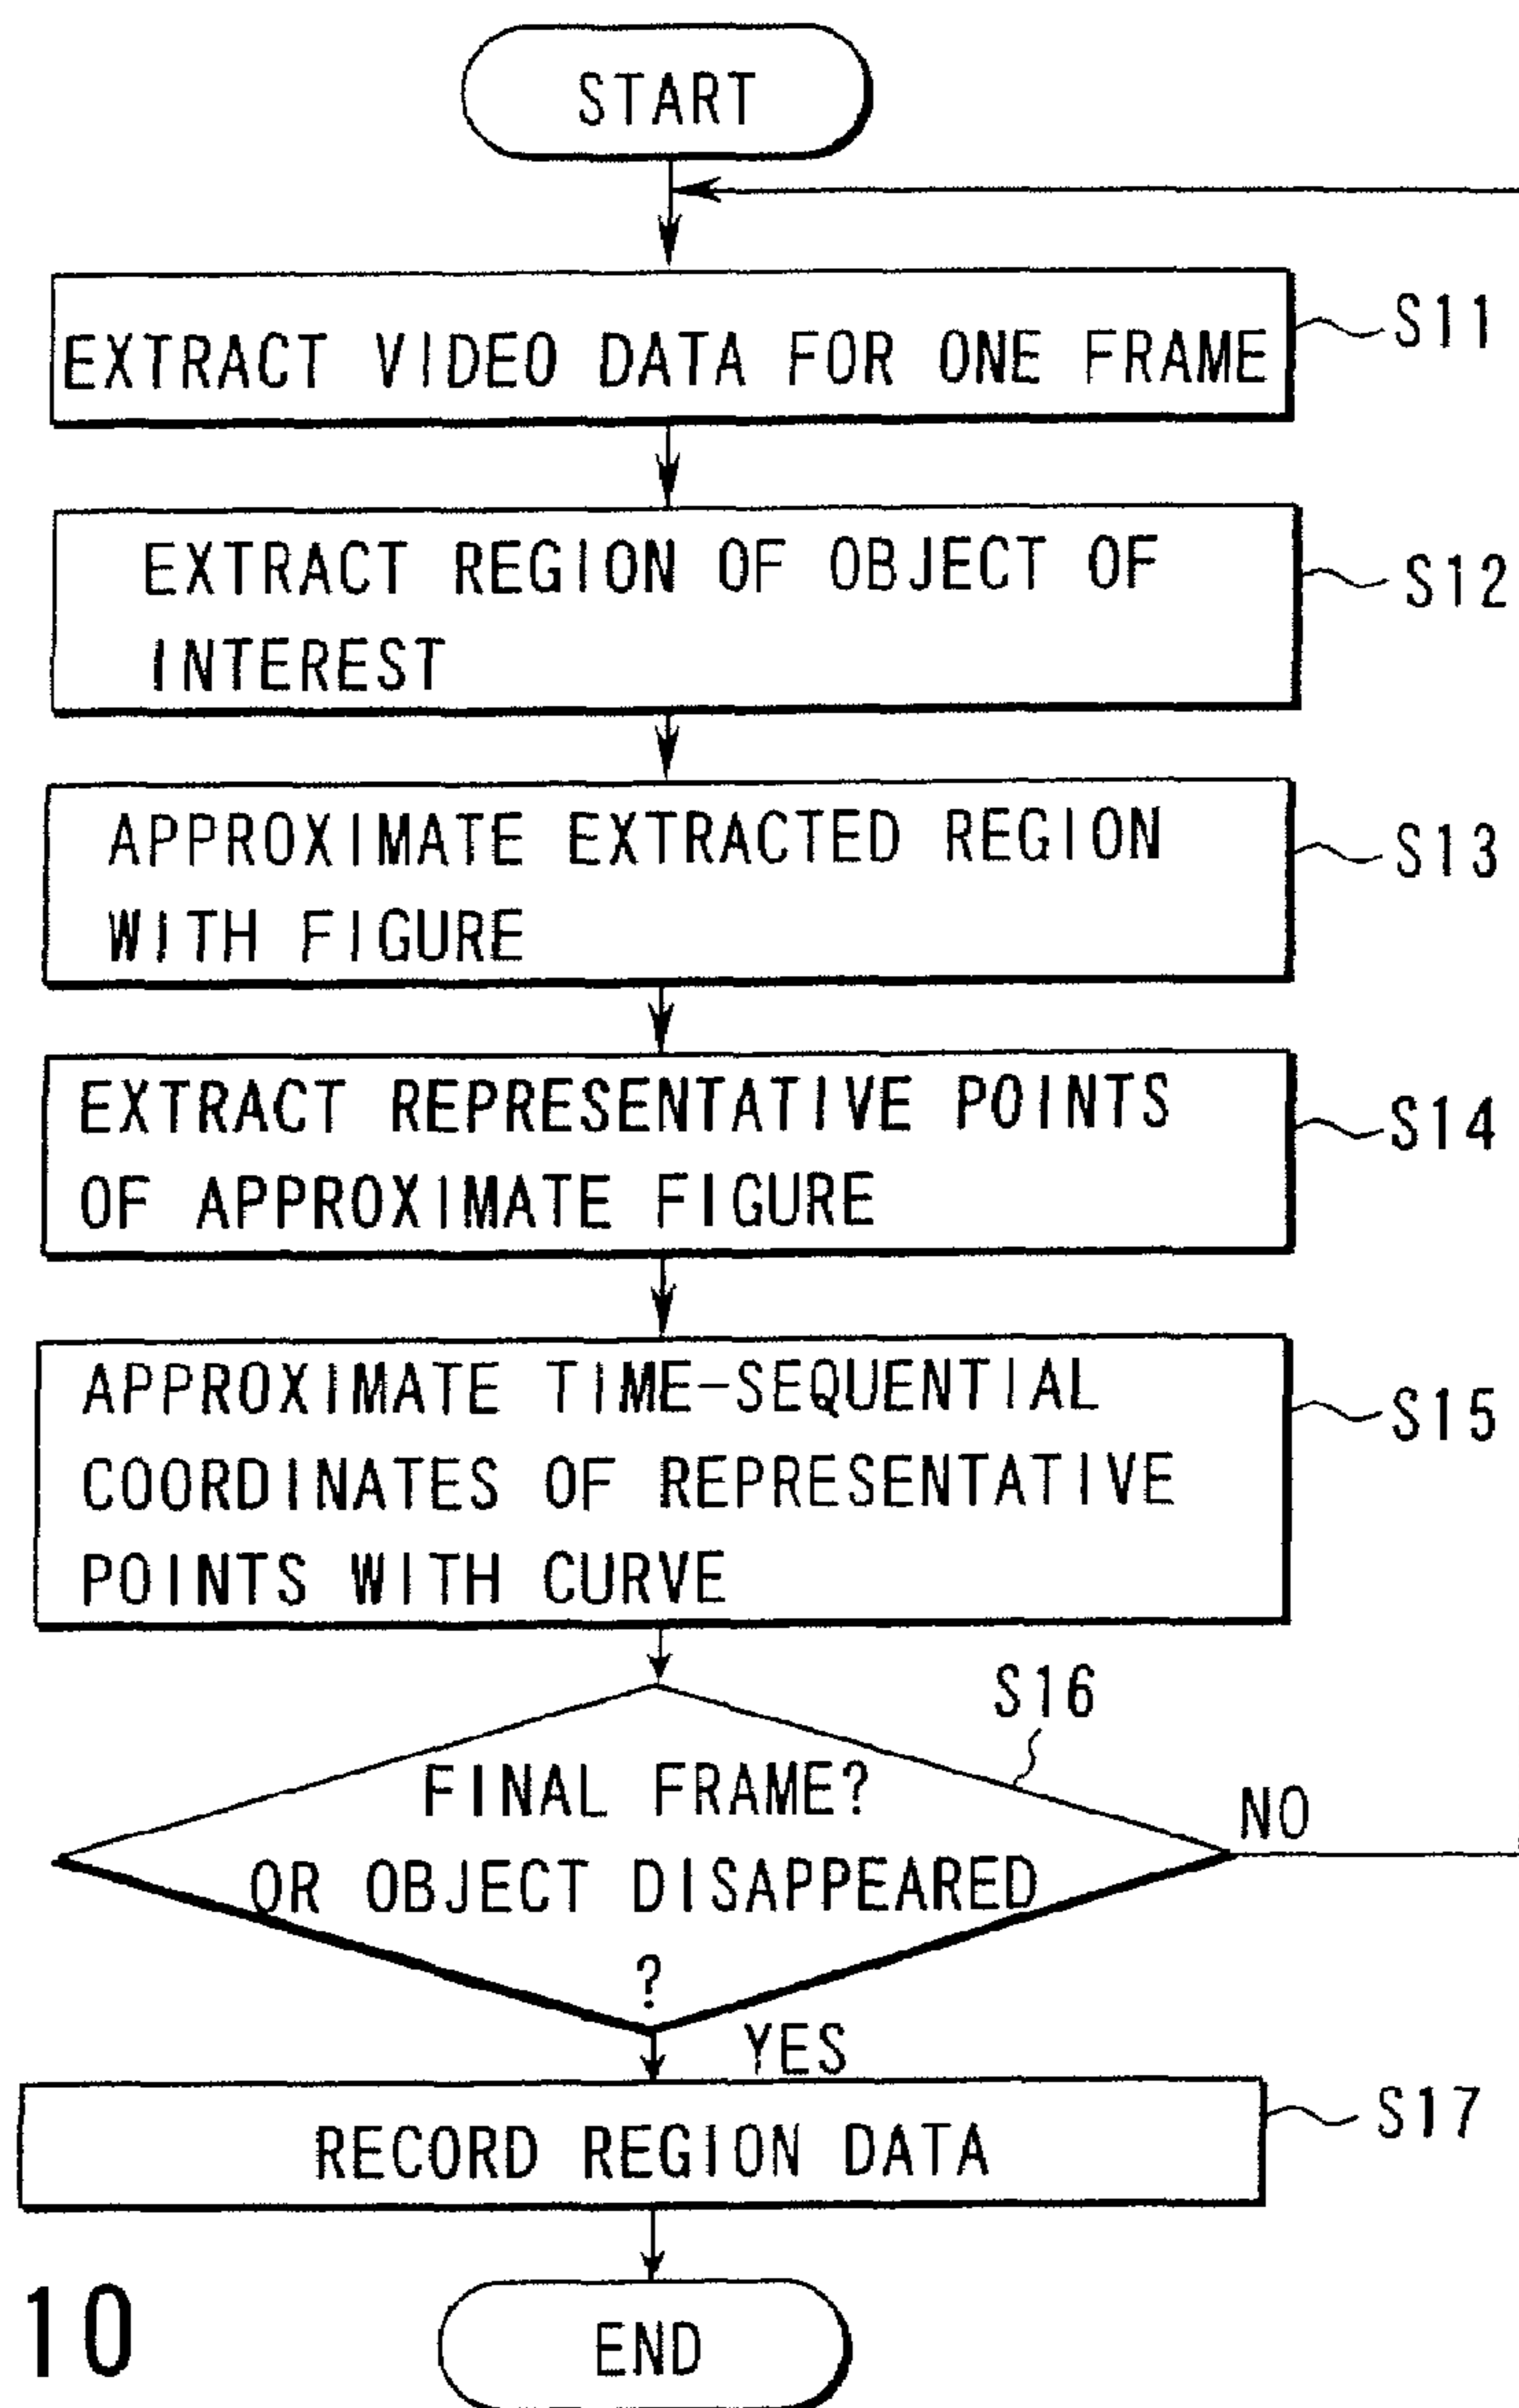 START
EXTRACT VIDEO DATA FOR ONE FRAME
S11
EXTRACT REGION OF OBJECT OF
INTEREST
S12
APPROXIMATE EXTRACTED REGION
WITH FIGURE
S13
EXTRACT REPRESENTATIVE POINTS
OF APPROXIMATE FIGURE
S14
APPROXIMATE TIME-SEQUENTIAL
COORDINATES OF REPRESENTATIVE
POINTS WITH CURVE
S15
S16
FINAL FRAME?
OR OBJECT DISAPPEARED
?
NO
YES
RECORD REGION DATA
S17
END
10